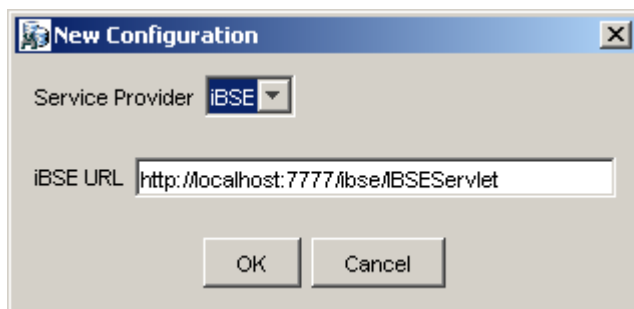 New Configuration
Service Provider iBSE
iBSE URL http://localhost:7777/ibse/IBSEServlet
OK Cancel